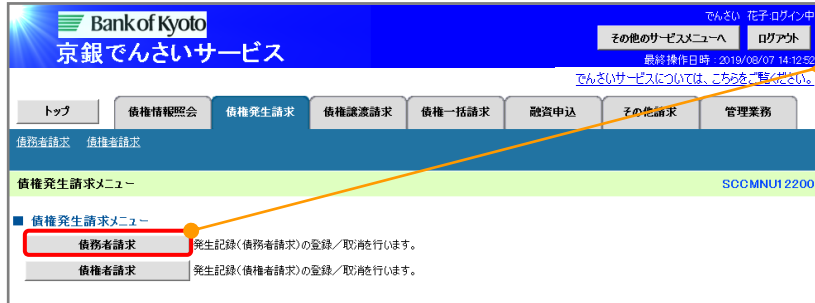 でんさい 花子:ログイン中
Bank of Kyoto
京銀でんさいサービス
その他のサービスメニューへ ログアウト
最終操作日時：2019/08/07 14:12:52
でんさいサービスについては、こちらをご覧ください。
トップ 債権情報照会 債権発生請求 債権譲渡請求 債権一括請求 融資申込 その他請求 管理業務
債務者請求 債権者請求
債権発生請求メニュー SCCMNU12200
■ 債権発生請求メニュー
債務者請求 発生記録(債務者請求)の登録／取消を行います。
債権者請求 発生記録(債権者請求)の登録／取消を行います。